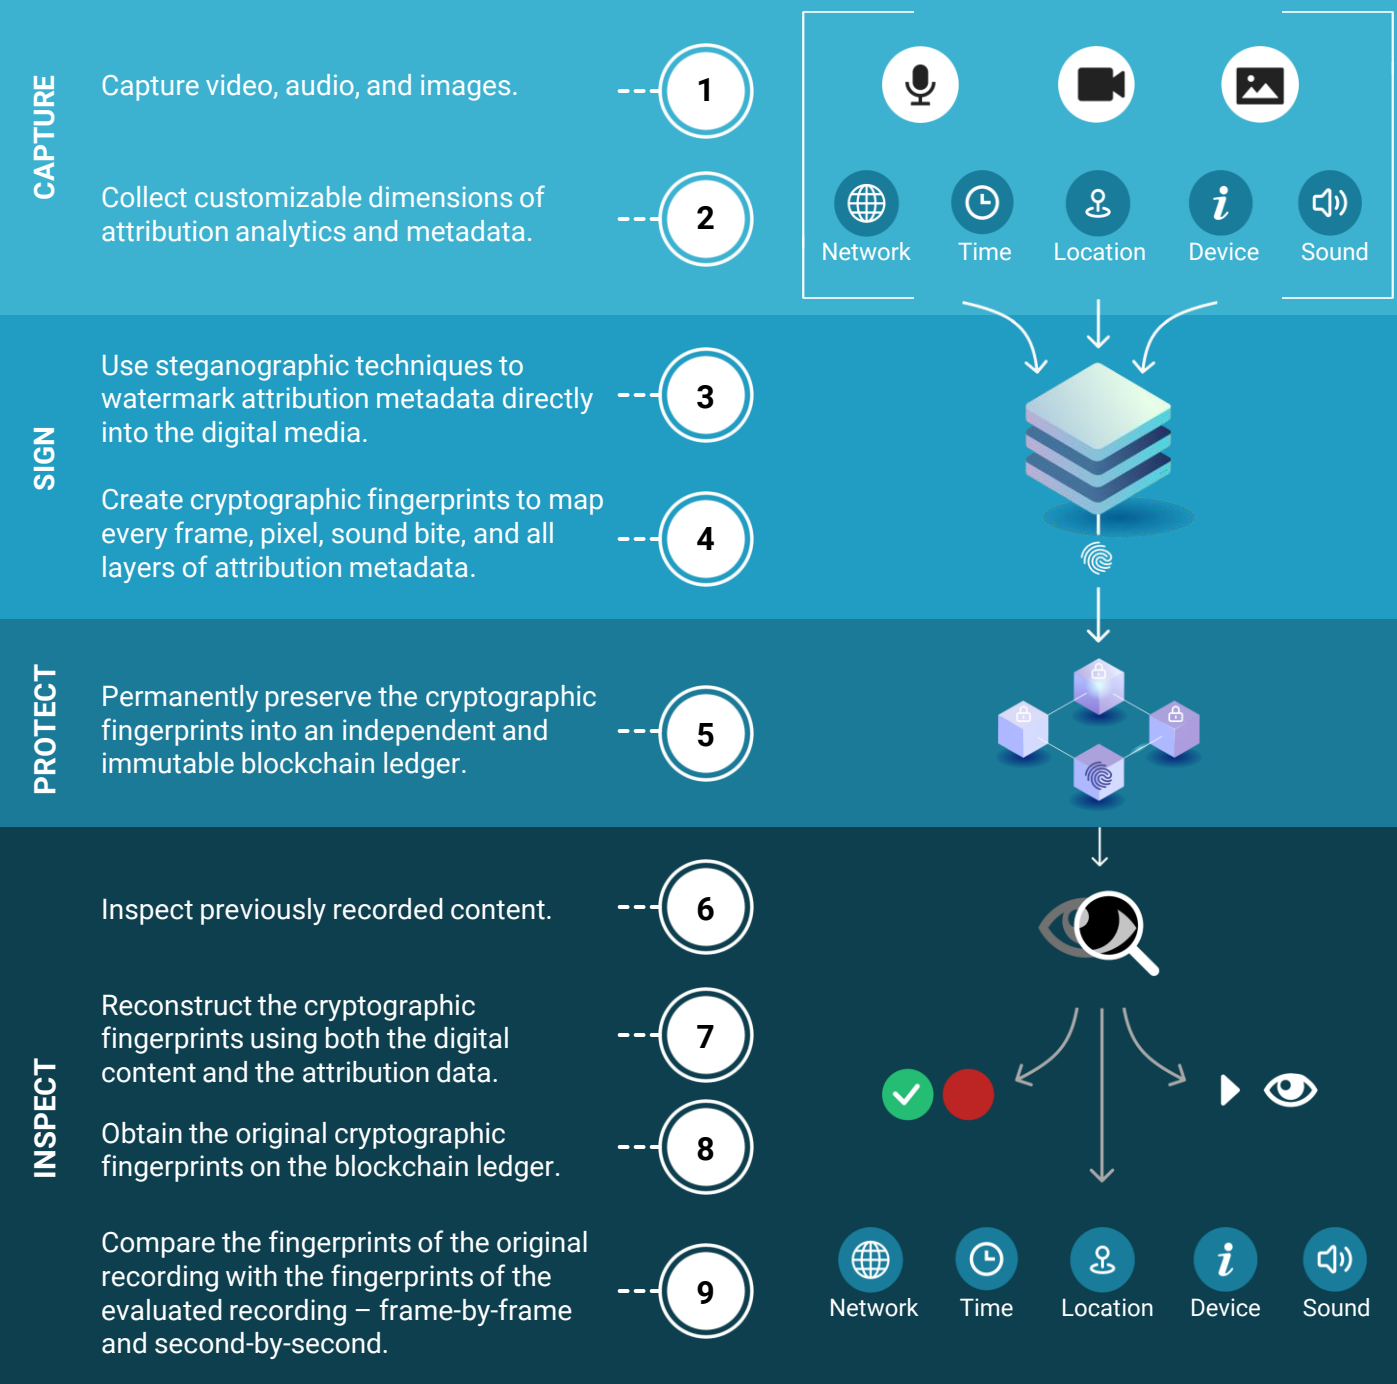 CAPTURE
Capture video, audio, and images.
1
Collect customizable dimensions of
attribution analytics and metadata.
2
Network Time Location Device Sound
SIGN
Use steganographic techniques to
watermark attribution metadata directly
into the digital media.
3
Create cryptographic fingerprints to map
every frame, pixel, sound bite, and all
layers of attribution metadata.
4
PROTECT
Permanently preserve the cryptographic
fingerprints into an independent and
immutable blockchain ledger.
5
INSPECT
Inspect previously recorded content.
6
Reconstruct the cryptographic
fingerprints using both the digital
content and the attribution data.
7
Obtain the original cryptographic
fingerprints on the blockchain ledger.
8
Compare the fingerprints of the original
recording with the fingerprints of the
evaluated recording – frame-by-frame
and second-by-second.
9
Network Time Location Device Sound